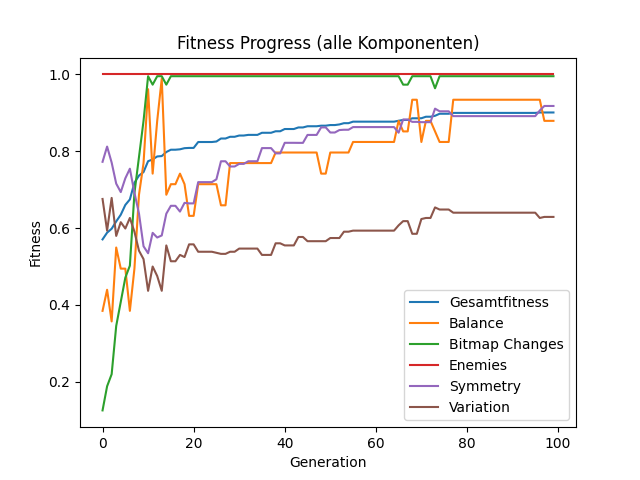 Fitness Progress (alle Komponenten)
1.0
0.8
0.6
0.4
0.2
Fitness
0
20
40
60
80
100
Generation
Gesamtfitness
Balance
Bitmap Changes
Enemies
Symmetry
Variation